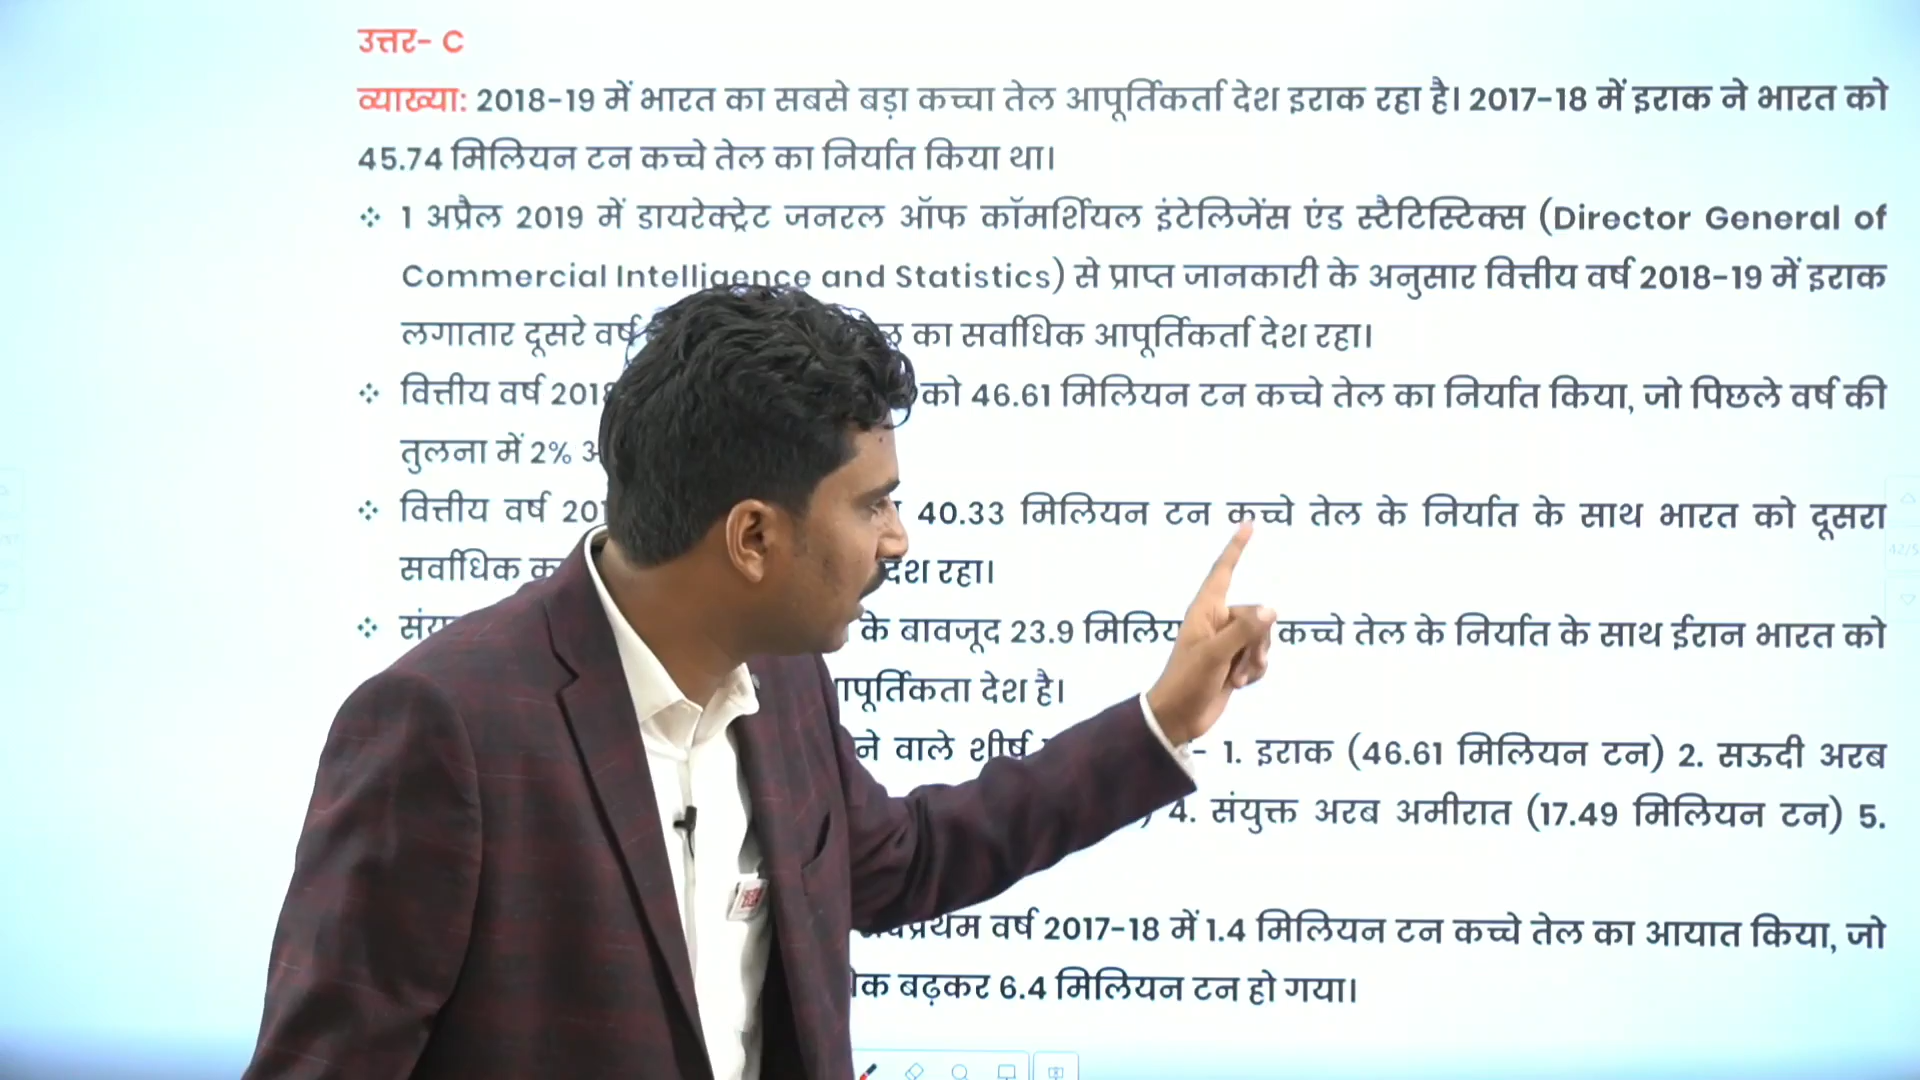 उत्तर- C
व्याख्या: 2018-19 में भारत का सबसे बड़ा कच्चा तेल आपूर्तिकर्ता देश इराक रहा है। 2017-18 में इराक ने भारत को
45.74 मिलियन टन कच्चे तेल का निर्यात किया था।
❖ 1 अप्रैल 2019 में डायरेक्ट्रेट जनरल ऑफ कॉमर्शियल इंटेलिजेंस एंड स्टैटिस्टिक्स (Director General of
Commercial Intelligence and Statistics) से प्राप्त जानकारी के अनुसार वित्तीय वर्ष 2018-19 में इराक
लगातार दूसरे वर्ष का सर्वाधिक आपूर्तिकर्ता देश रहा।
❖ वित्तीय वर्ष 2018 को 46.61 मिलियन टन कच्चे तेल का निर्यात किया, जो पिछले वर्ष की
तुलना में 2%
❖ वित्तीय वर्ष 40.33 मिलियन टन कच्चे तेल के निर्यात के साथ भारत को दूसरा
सर्वाधिक देश रहा।
❖ के बावजूद 23.9 कच्चे तेल के निर्यात के साथ ईरान भारत को
देश है।
वाले शीर्ष - 1. इराक (46.61 मिलियन टन) 2. सऊदी अरब
4. संयुक्त अरब अमीरात (17.49 मिलियन टन) 5.
वर्ष 2017-18 में 1.4 मिलियन टन कच्चे तेल का आयात किया, जो
बढ़कर 6.4 मिलियन टन हो गया।